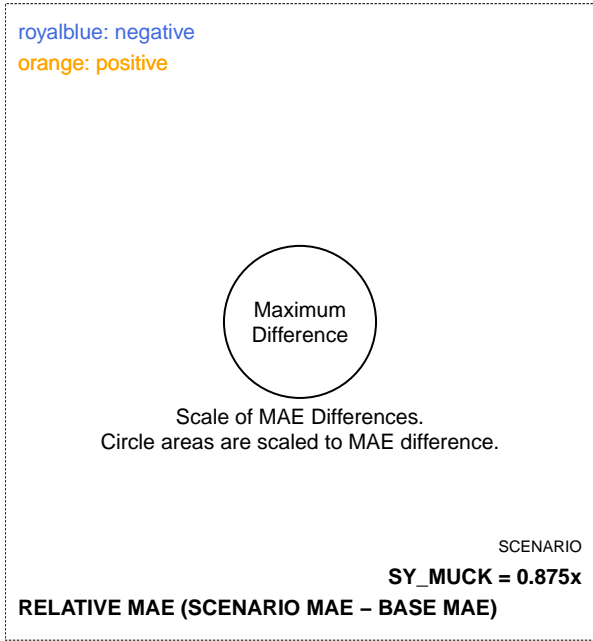 royalblue: negative
orange: positive
Maximum
Difference
Scale of MAE Differences.
Circle areas are scaled to MAE difference.
SCENARIO
SY_MUCK = 0.875x
RELATIVE MAE (SCENARIO MAE − BASE MAE)